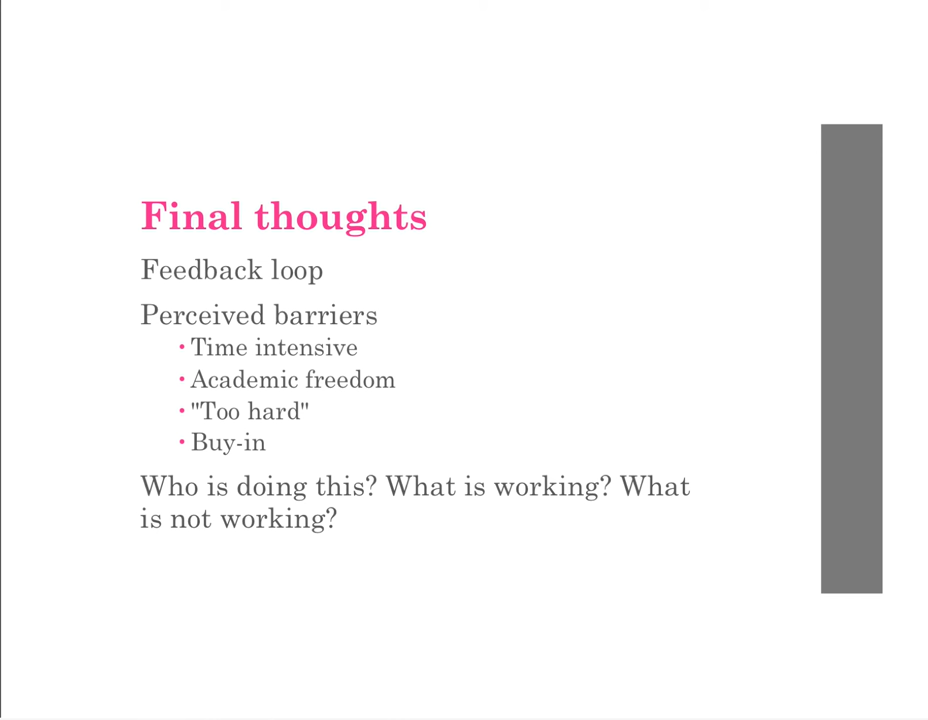 Final thoughts
Feedback loop
Perceived barriers
• Time intensive
• Academic freedom
• "Too hard"
• Buy-in
Who is doing this? What is working? What
is not working?